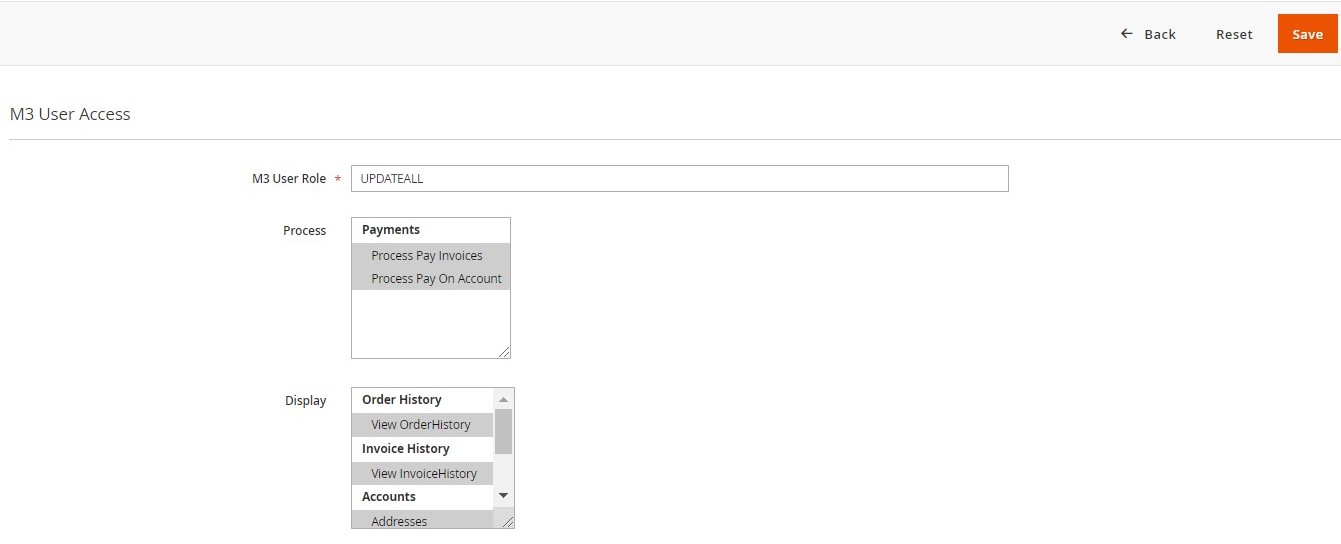 ← Back Reset Save
M3 User Access
M3 User Role * UPDATEALL
Process
Payments
Process Pay Invoices
Process Pay On Account
Display
Order History
View OrderHistory
Invoice History
View InvoiceHistory
Accounts
Addresses